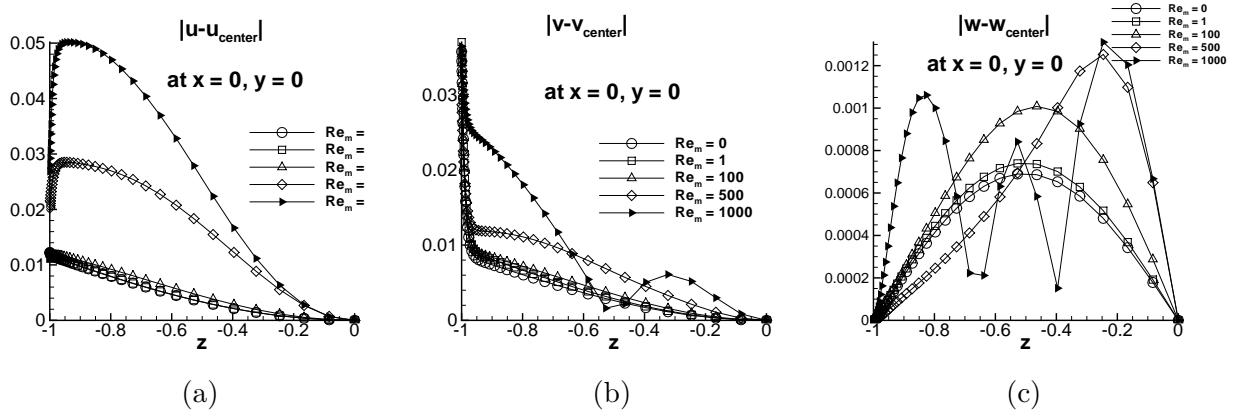 |u-u_center|
at x = 0, y = 0
0.05
0.04
0.03
0.02
0.01
0
Re_m =
Re_m =
Re_m =
Re_m =
Re_m =
-1 -0.8 -0.6 -0.4 -0.2 0
z
(a)
|v-v_center|
at x = 0, y = 0
0.03
0.02
0.01
0
Re_m = 0
Re_m = 1
Re_m = 100
Re_m = 500
Re_m = 1000
-1 -0.8 -0.6 -0.4 -0.2 0
z
(b)
|w-w_center|
at x = 0, y = 0
Re_m = 0
Re_m = 1
Re_m = 100
Re_m = 500
Re_m = 1000
0.0012
0.001
0.0008
0.0006
0.0004
0.0002
0
-1 -0.8 -0.6 -0.4 -0.2 0
z
(c)